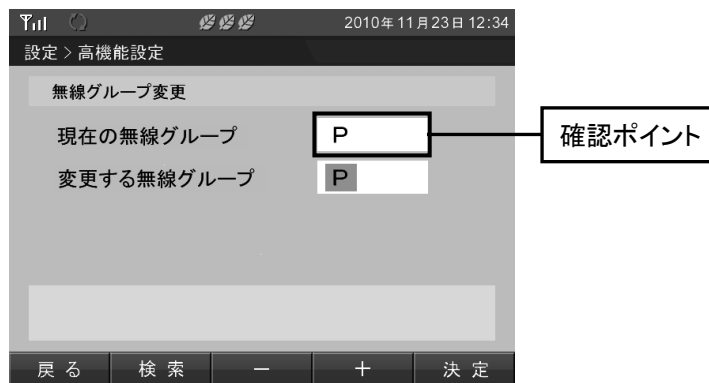 2010年11月23日 12:34
設定 > 高機能設定
無線グループ変更
現在の無線グループ P
確認ポイント
変更する無線グループ P
戻る 検索 － ＋ 決定